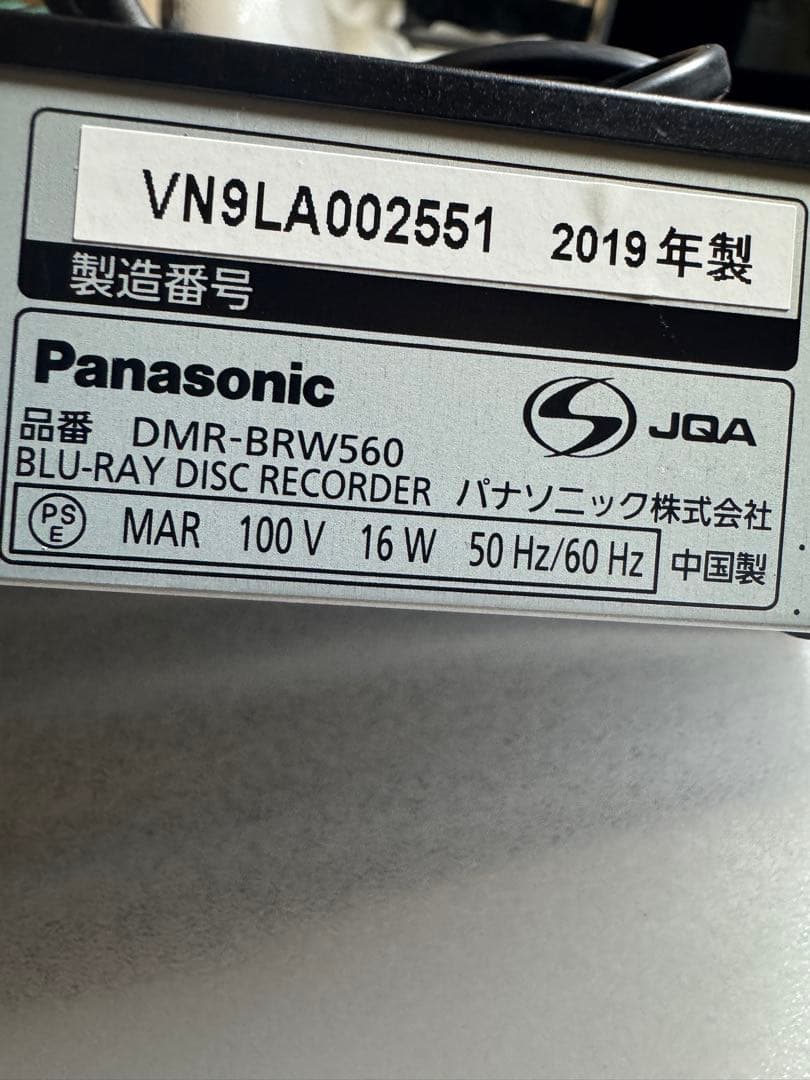 VN9LA002551 2019年製
製造番号
Panasonic
JQA
品番 DMR-BRW560
BLU-RAY DISC RECORDER パナソニック株式会社
PSE MAR 100 V 16 W 50 Hz/60 Hz 中国製